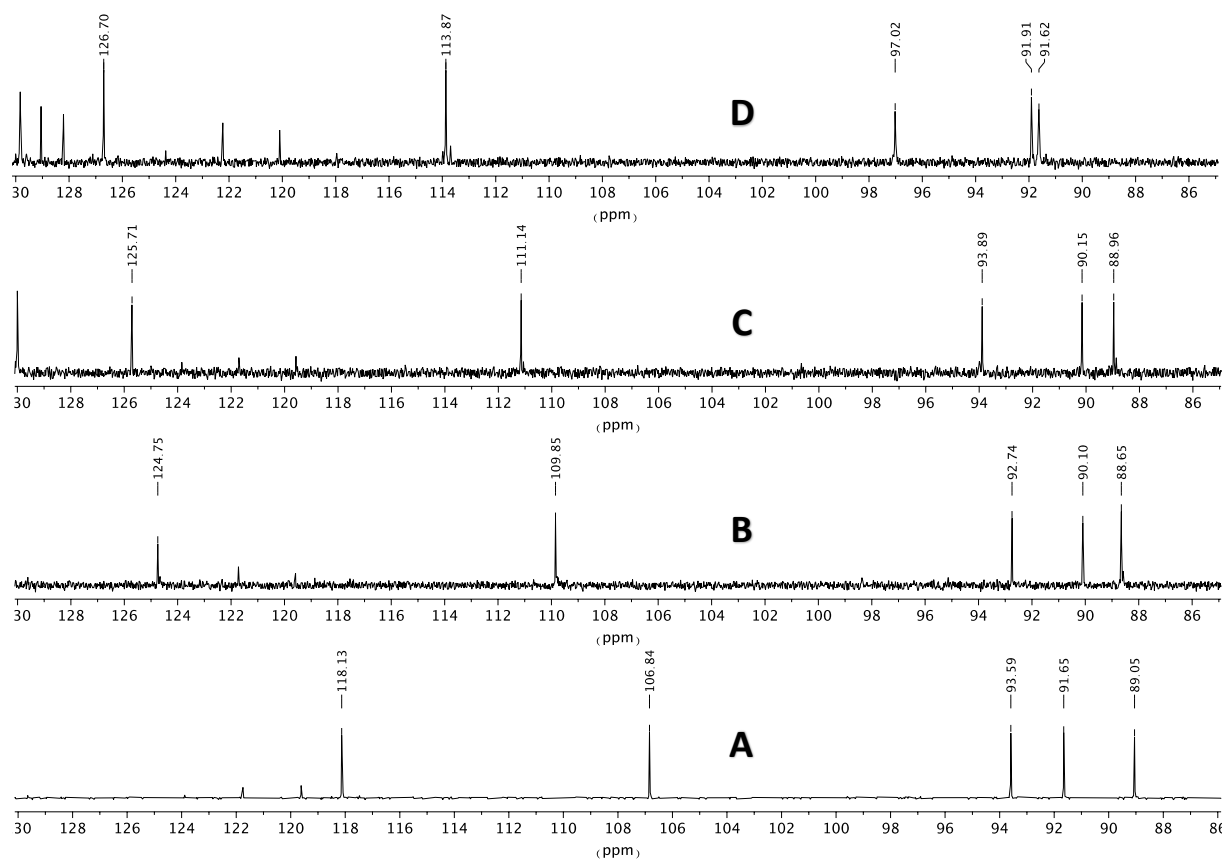 126.70 113.87 97.02 91.91 91.62
D
30 128 126 124 122 120 118 116 114 112 110 108 106 104 102 100 98 96 94 92 90 88 86
(ppm)
125.71 111.14 93.89 90.15 88.96
C
30 128 126 124 122 120 118 116 114 112 110 108 106 104 102 100 98 96 94 92 90 88 86
(ppm)
124.75 109.85 92.74 90.10 88.65
B
30 128 126 124 122 120 118 116 114 112 110 108 106 104 102 100 98 96 94 92 90 88 86
(ppm)
118.13 106.84 93.59 91.65 89.05
A
30 128 126 124 122 120 118 116 114 112 110 108 106 104 102 100 98 96 94 92 90 88 86
(ppm)